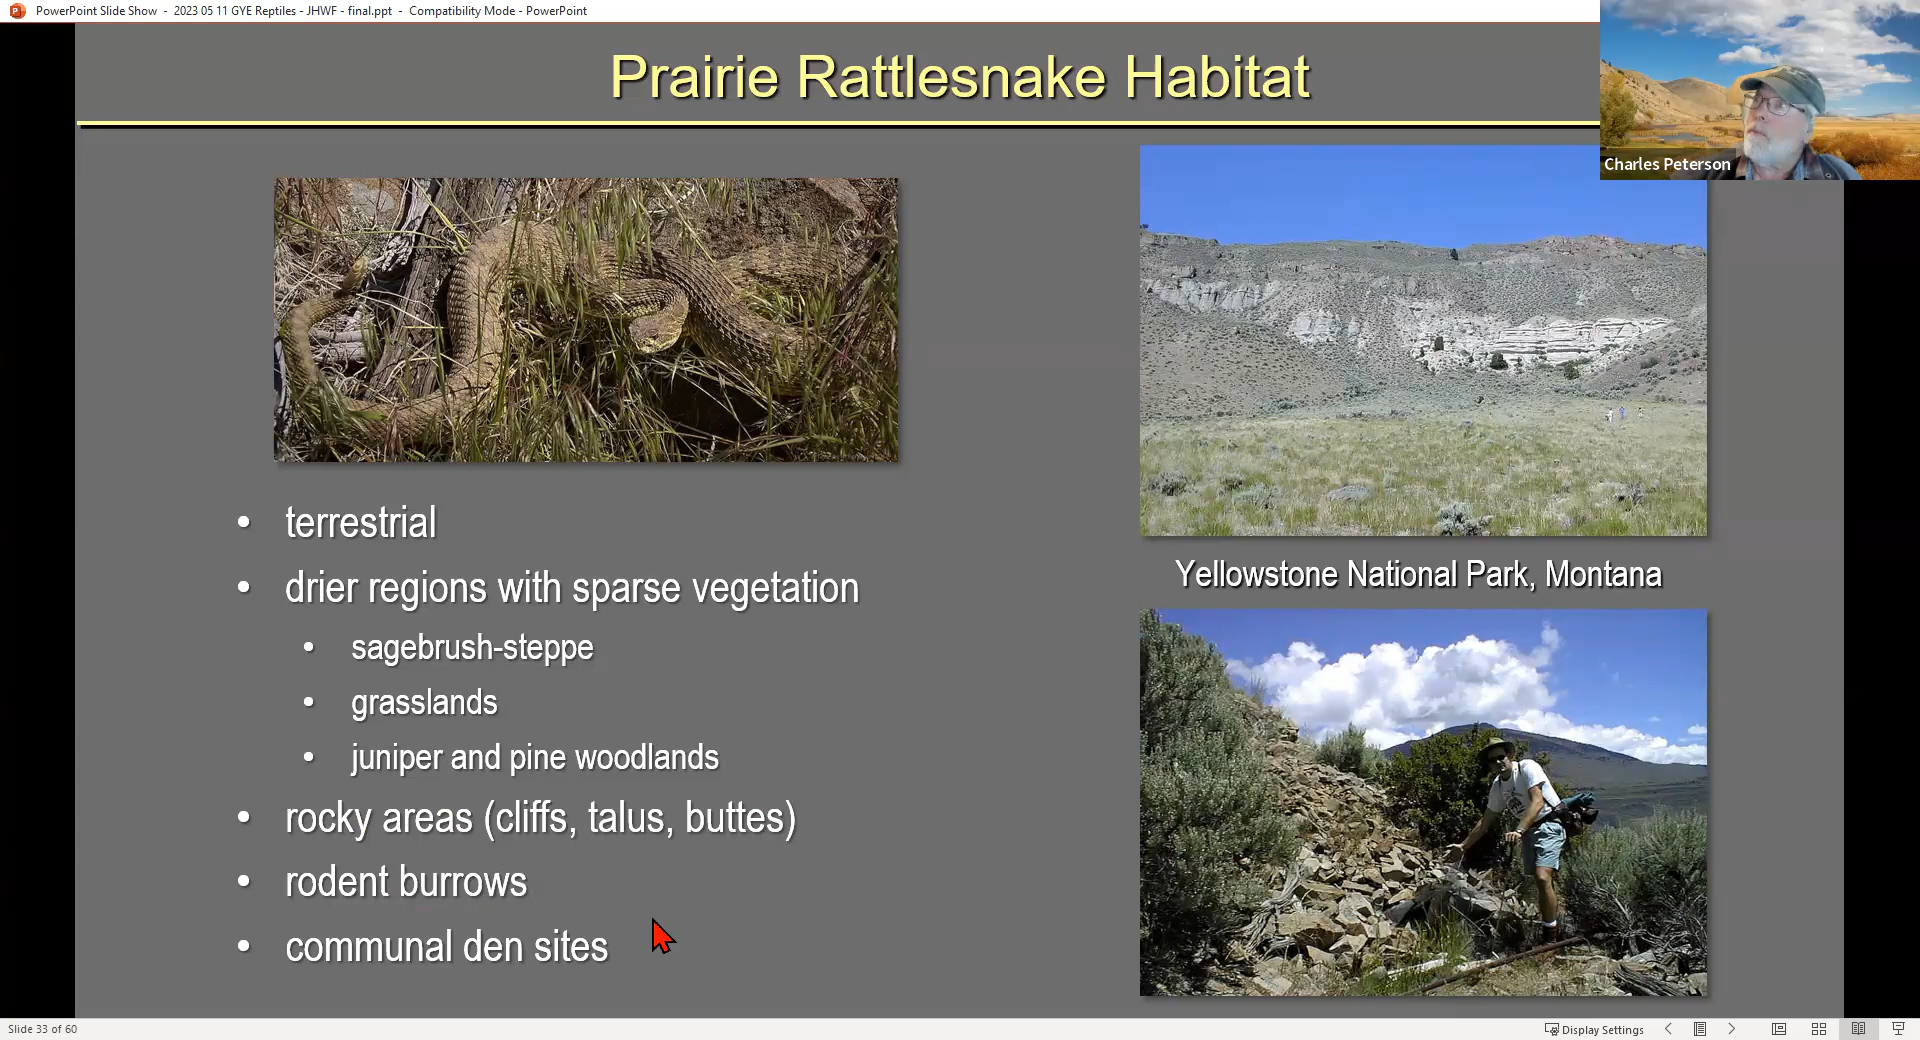 PowerPoint Slide Show - 2023 05 11 GYE Reptiles - JHWF - final.ppt - Compatibility Mode - PowerPoint
Prairie Rattlesnake Habitat
Charles Peterson
• terrestrial
• drier regions with sparse vegetation
• sagebrush-steppe
• grasslands
• juniper and pine woodlands
• rocky areas (cliffs, talus, buttes)
• rodent burrows
• communal den sites
Yellowstone National Park, Montana
Slide 33 of 60
Display Settings